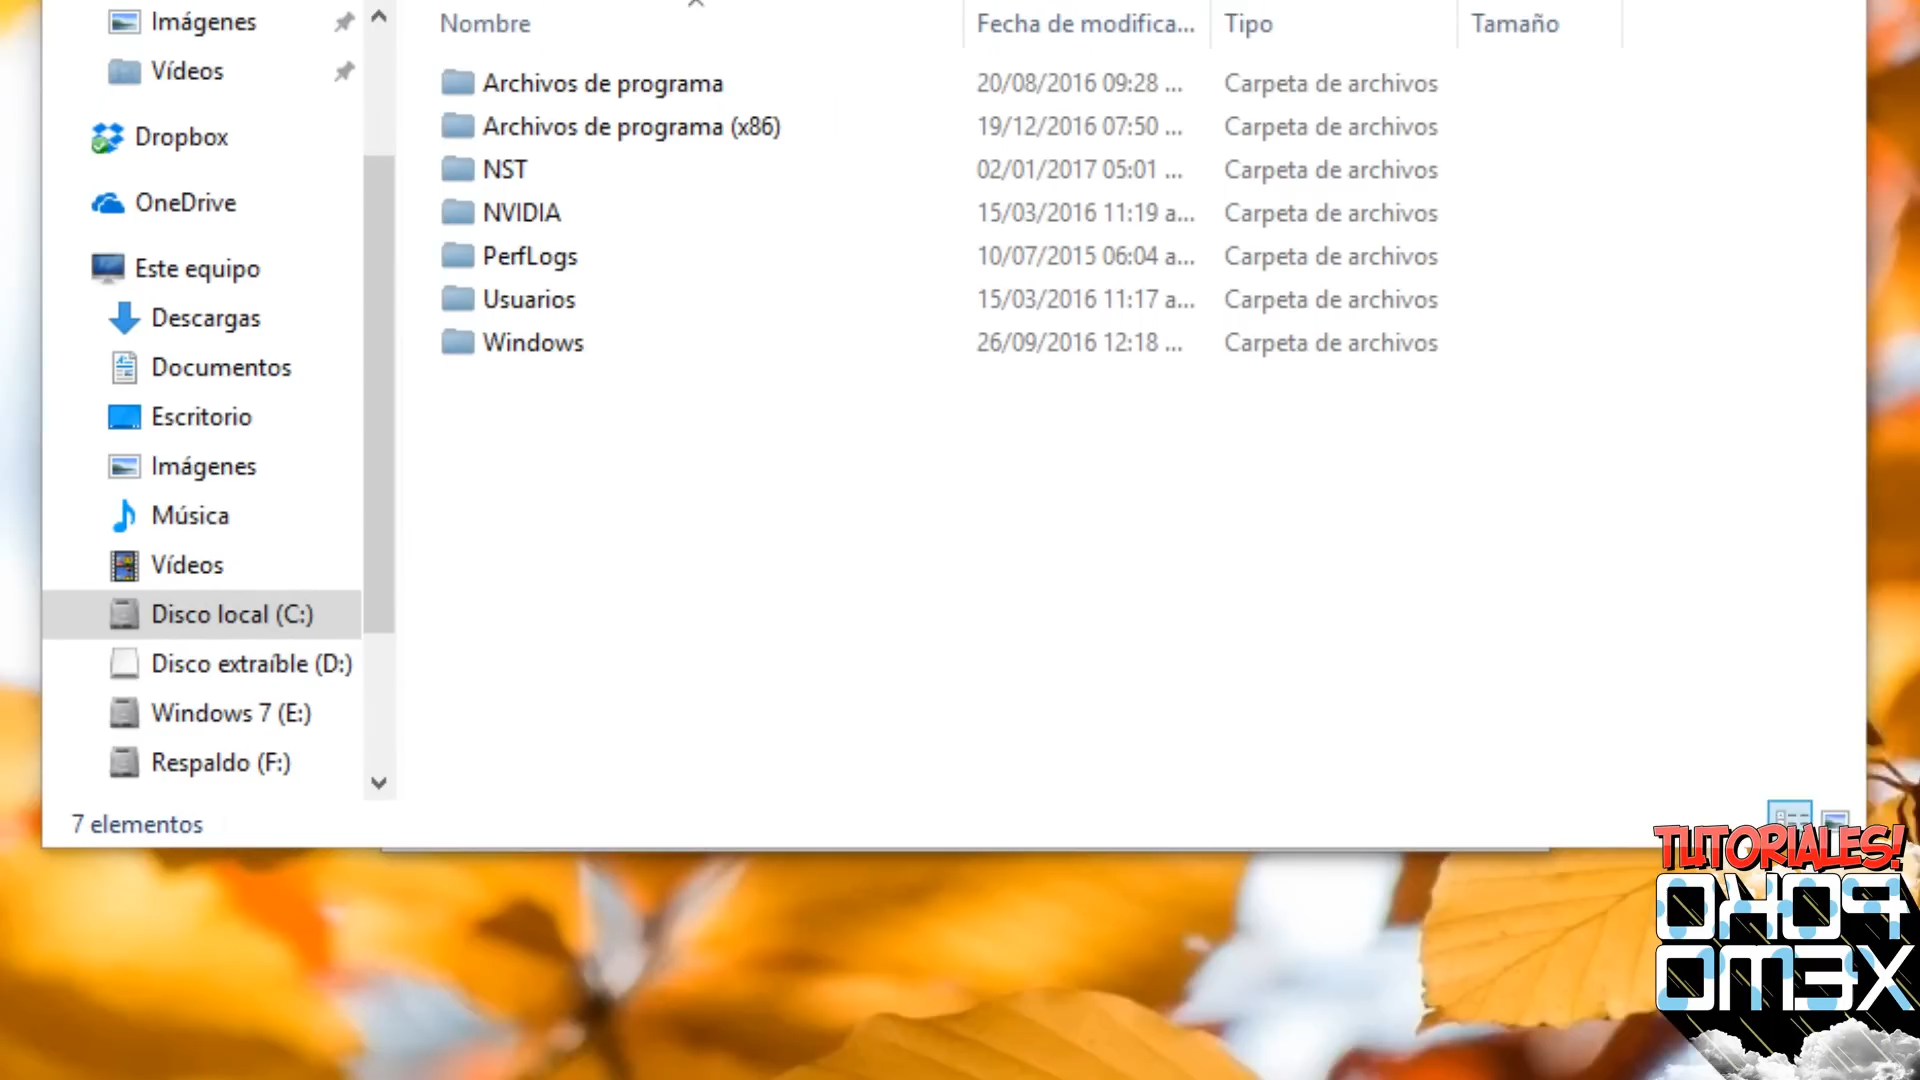 Imágenes
Vídeos
Dropbox
OneDrive
Este equipo
Descargas
Documentos
Escritorio
Imágenes
Música
Vídeos
Disco local (C:)
Disco extraíble (D:)
Windows 7 (E:)
Respaldo (F:)
7 elementos
Nombre Fecha de modifica... Tipo Tamaño
Archivos de programa 20/08/2016 09:28 ... Carpeta de archivos
Archivos de programa (x86) 19/12/2016 07:50 ... Carpeta de archivos
NST 02/01/2017 05:01 ... Carpeta de archivos
NVIDIA 15/03/2016 11:19 a... Carpeta de archivos
PerfLogs 10/07/2015 06:04 a... Carpeta de archivos
Usuarios 15/03/2016 11:17 a... Carpeta de archivos
Windows 26/09/2016 12:18 ... Carpeta de archivos
TUTORIALES!